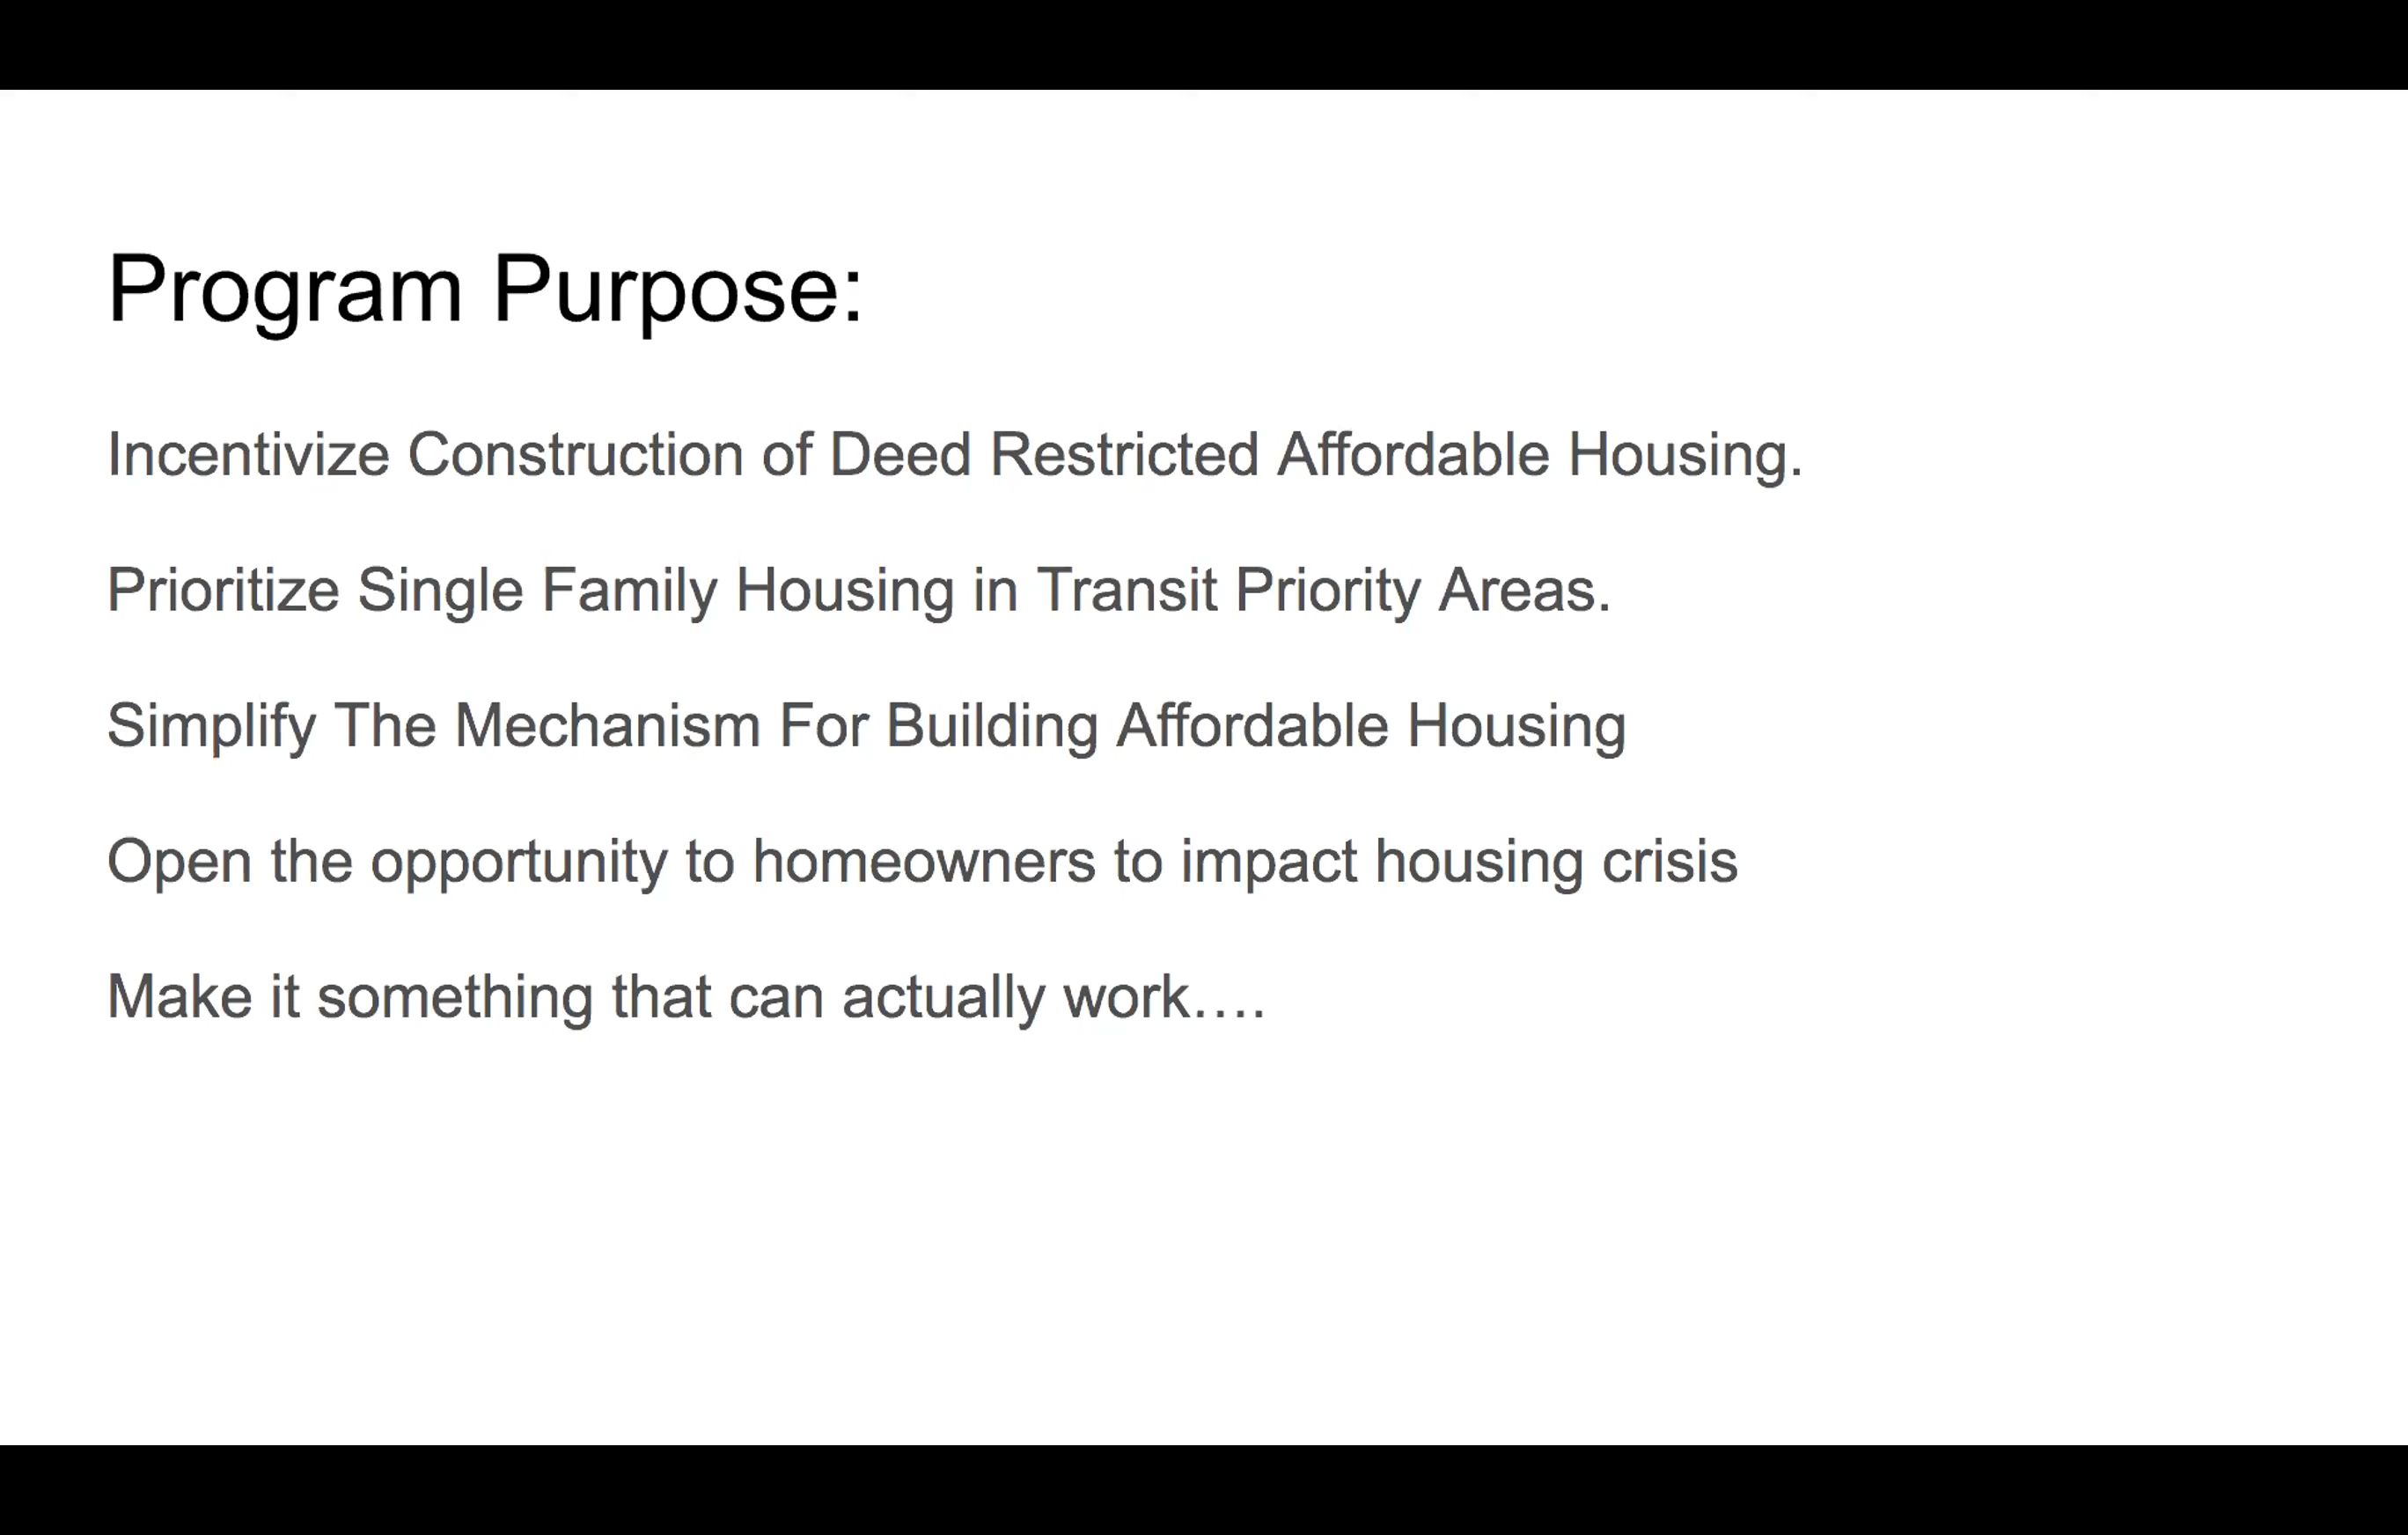 Program Purpose:
Incentivize Construction of Deed Restricted Affordable Housing.
Prioritize Single Family Housing in Transit Priority Areas.
Simplify The Mechanism For Building Affordable Housing
Open the opportunity to homeowners to impact housing crisis
Make it something that can actually work....